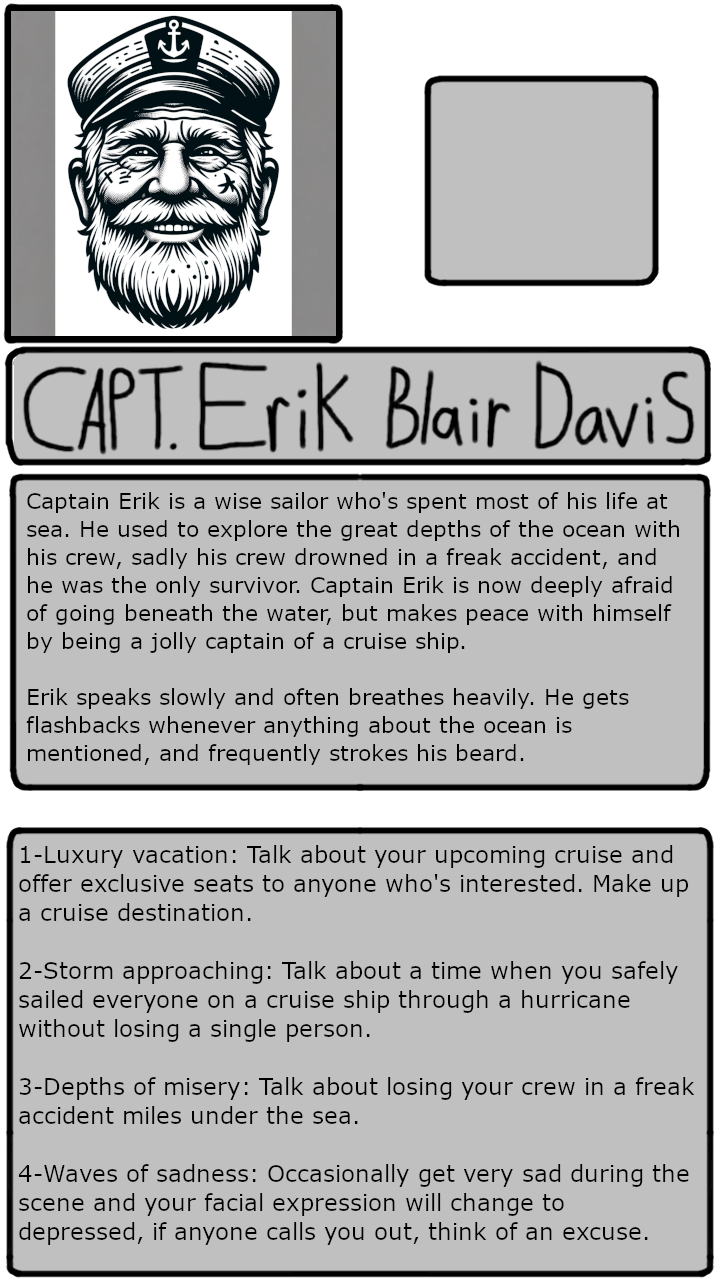 CAPT. Erik Blair Davis
Captain Erik is a wise sailor who's spent most of his life at
sea. He used to explore the great depths of the ocean with
his crew, sadly his crew drowned in a freak accident, and
he was the only survivor. Captain Erik is now deeply afraid
of going beneath the water, but makes peace with himself
by being a jolly captain of a cruise ship.
Erik speaks slowly and often breathes heavily. He gets
flashbacks whenever anything about the ocean is
mentioned, and frequently strokes his beard.
1-Luxury vacation: Talk about your upcoming cruise and
offer exclusive seats to anyone who's interested. Make up
a cruise destination.
2-Storm approaching: Talk about a time when you safely
sailed everyone on a cruise ship through a hurricane
without losing a single person.
3-Depths of misery: Talk about losing your crew in a freak
accident miles under the sea.
4-Waves of sadness: Occasionally get very sad during the
scene and your facial expression will change to
depressed, if anyone calls you out, think of an excuse.